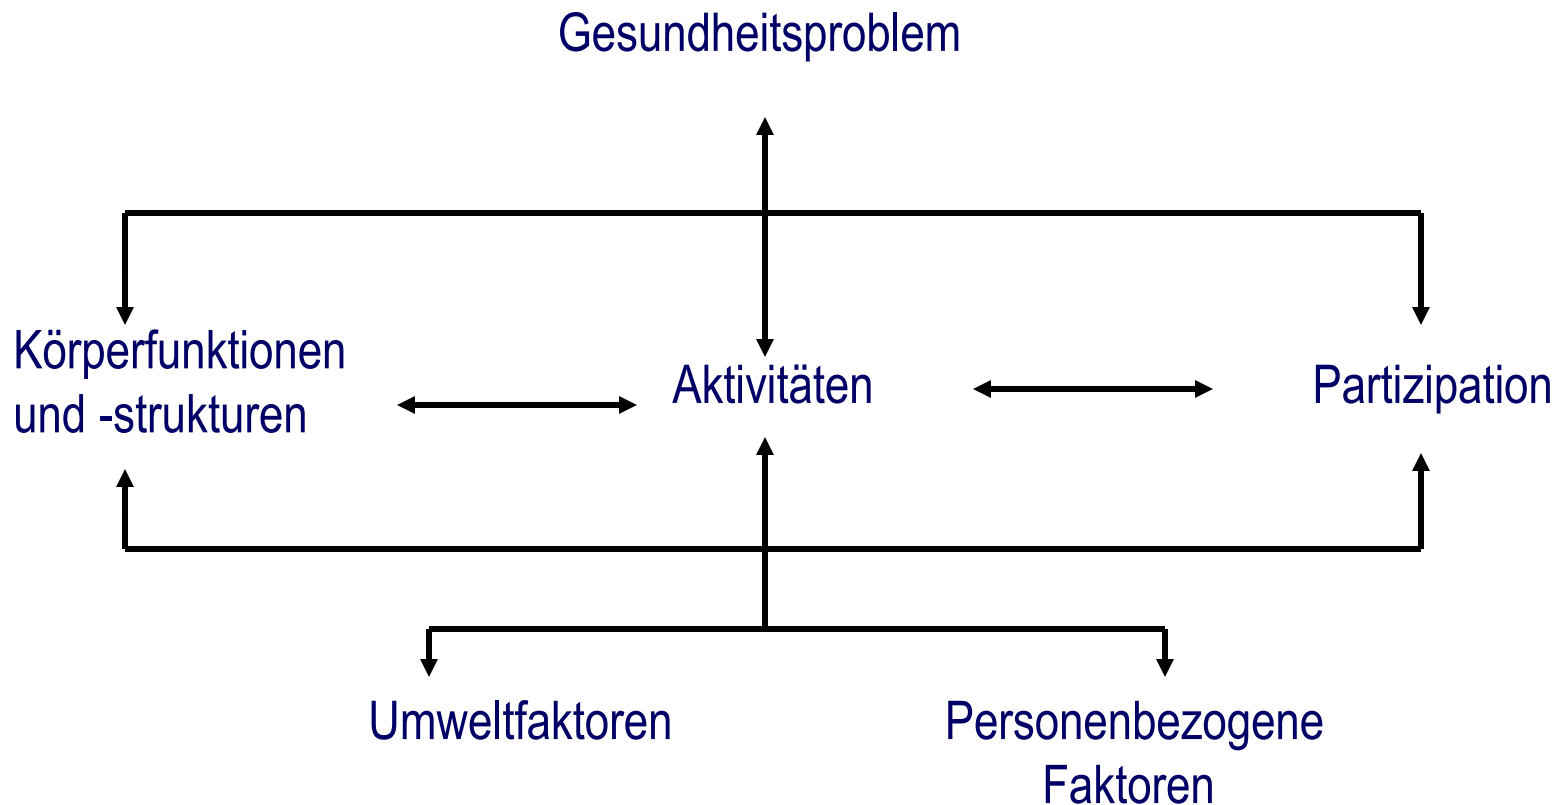 Gesundheitsproblem
Körperfunktionen
und -strukturen
Aktivitäten
Partizipation
Umweltfaktoren
Personenbezogene
Faktoren